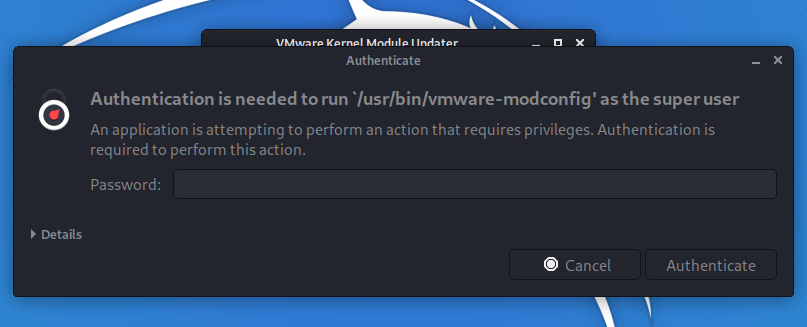 VMware Kernel Module Updater
Authenticate
Authentication is needed to run `/usr/bin/vmware-modconfig' as the super user
An application is attempting to perform an action that requires privileges. Authentication is
required to perform this action.
Password:
Details
Cancel
Authenticate